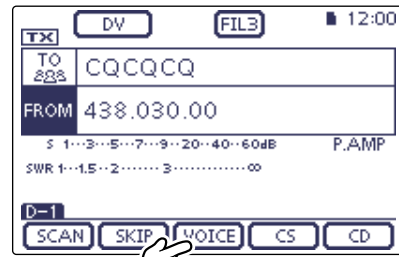 DV FIL3 12:00
TX
TO CQCQCQ
FROM 438.030.00
S 1···3···5···7···9··20··40··60dB P.AMP
SWR 1···1.5··2·······3·············∞
D-1
SCAN SKIP VOICE CS CD